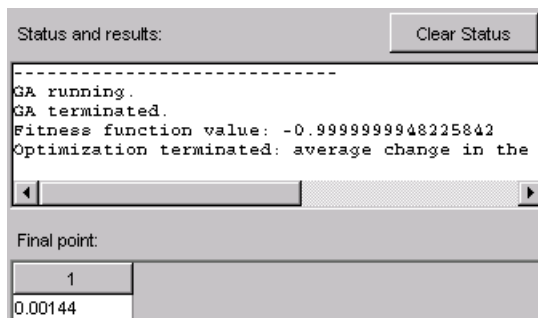 Status and results:
Clear Status
-----------------------------
GA running.
GA terminated.
Fitness function value: -0.9999999948225842
Optimization terminated: average change in the
Final point:
1
0.00144